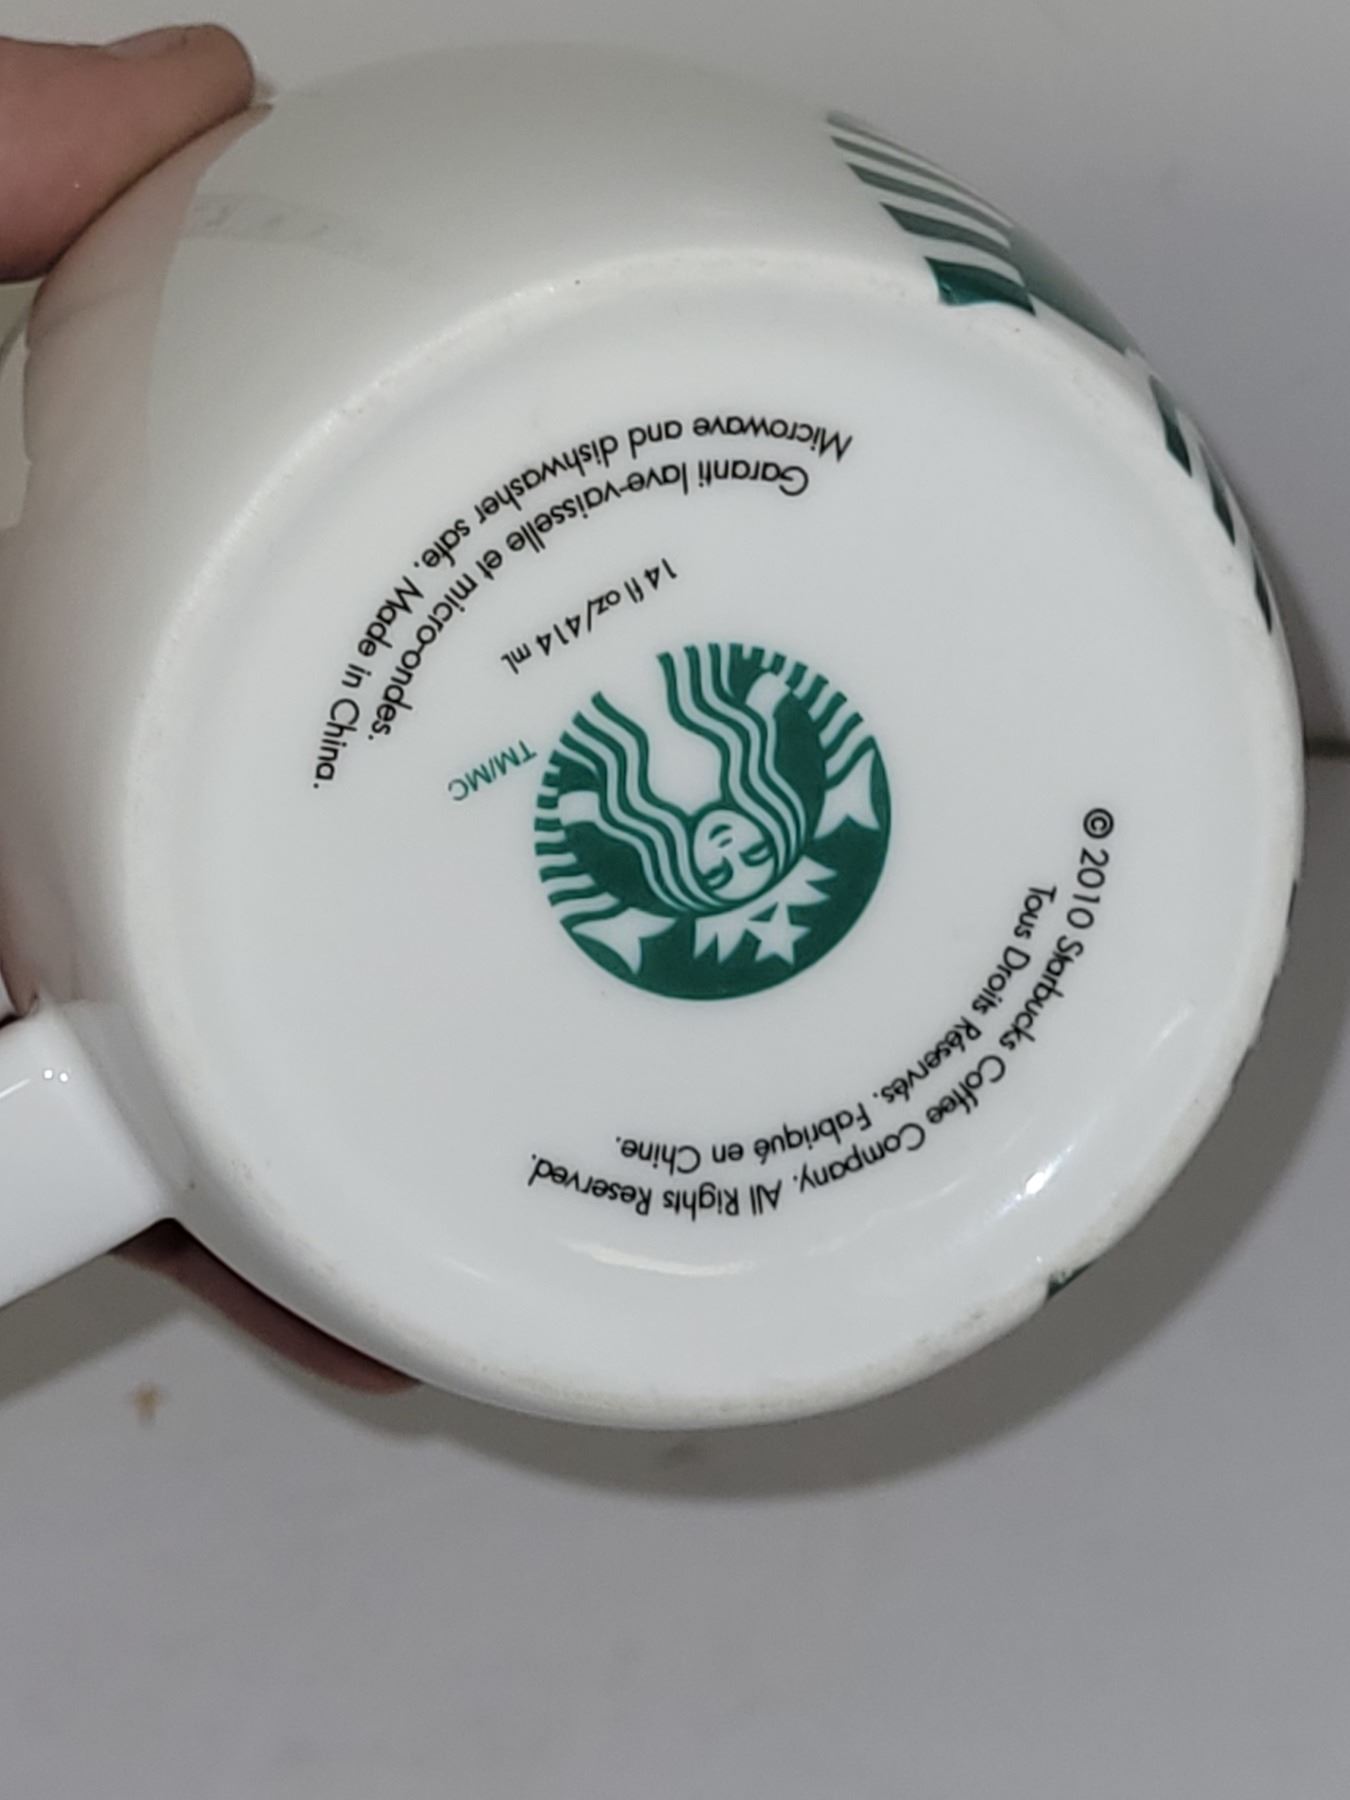 © 2010 Starbucks Coffee Company. All Rights Reserved.
Tous Droits Réservés. Fabriqué en Chine.
TM/MC
14 fl oz/414 mL
Garanti lave-vaisselle et micro-ondes.
Microwave and dishwasher safe. Made in China.